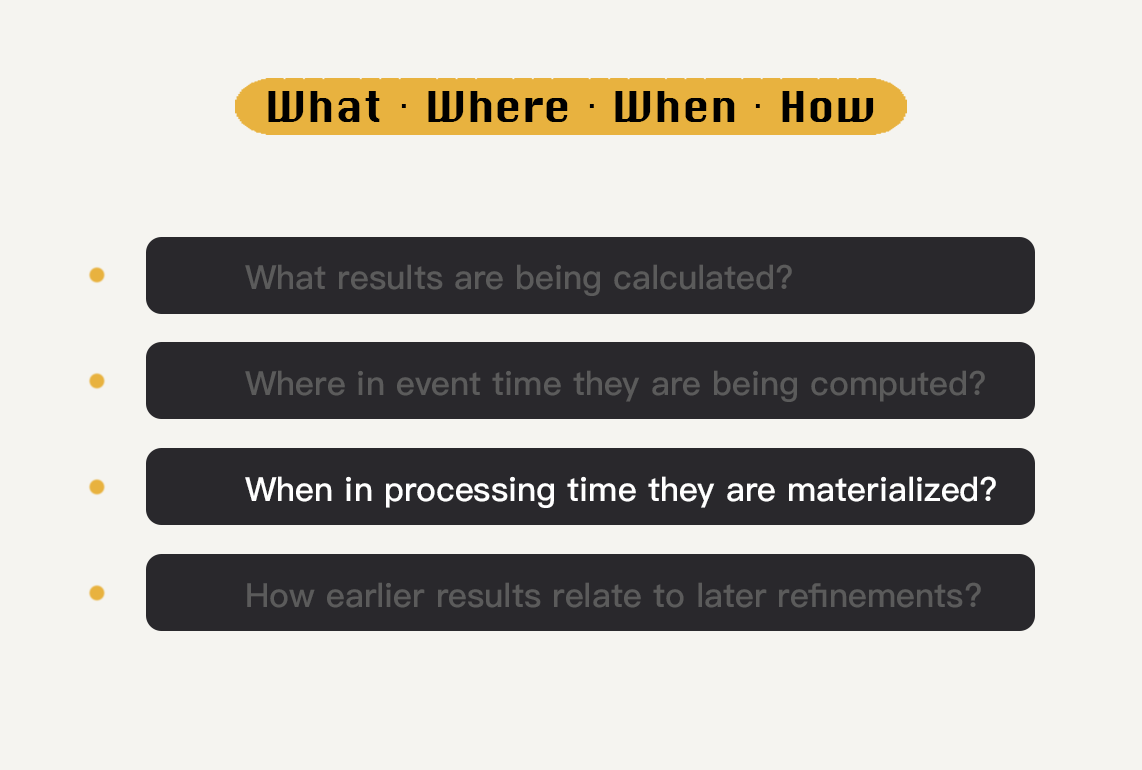 What · Where · When · How
What results are being calculated?
Where in event time they are being computed?
When in processing time they are materialized?
How earlier results relate to later refinements?